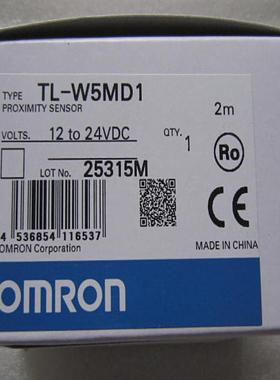 TYPE TL-W5MD1
PROXIMITY SENSOR 2m
VOLTS. 12 to 24VDC QTY. 1
LOT No. 25315M
Ro
CE
4 536854 116537
OMRON Corporation
MADE IN CHINA
OMRON